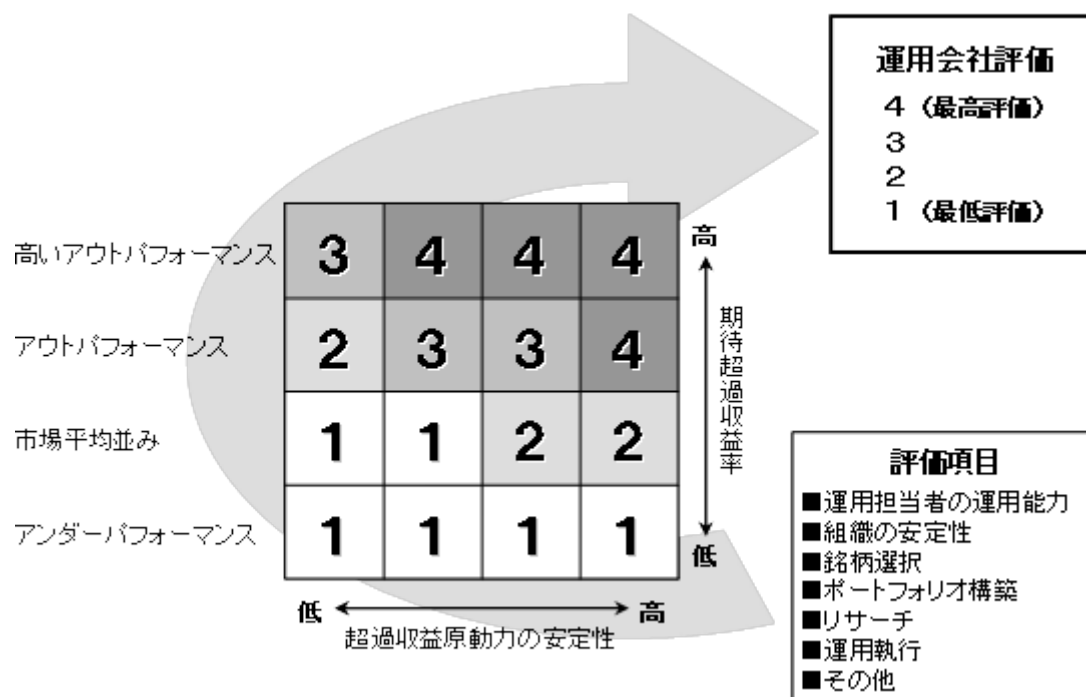 運用会社評価
4 (最高評価)
3
2
1 (最低評価)
高いアウトパフォーマンス
3 4 4 4
高
アウトパフォーマンス
2 3 3 4
期待超過収益率
市場平均並み
1 1 2 2
アンダーパフォーマンス
1 1 1 1
低
低 高
超過収益原動力の安定性
評価項目
■運用担当者の運用能力
■組織の安定性
■銘柄選択
■ポートフォリオ構築
■リサーチ
■運用執行
■その他